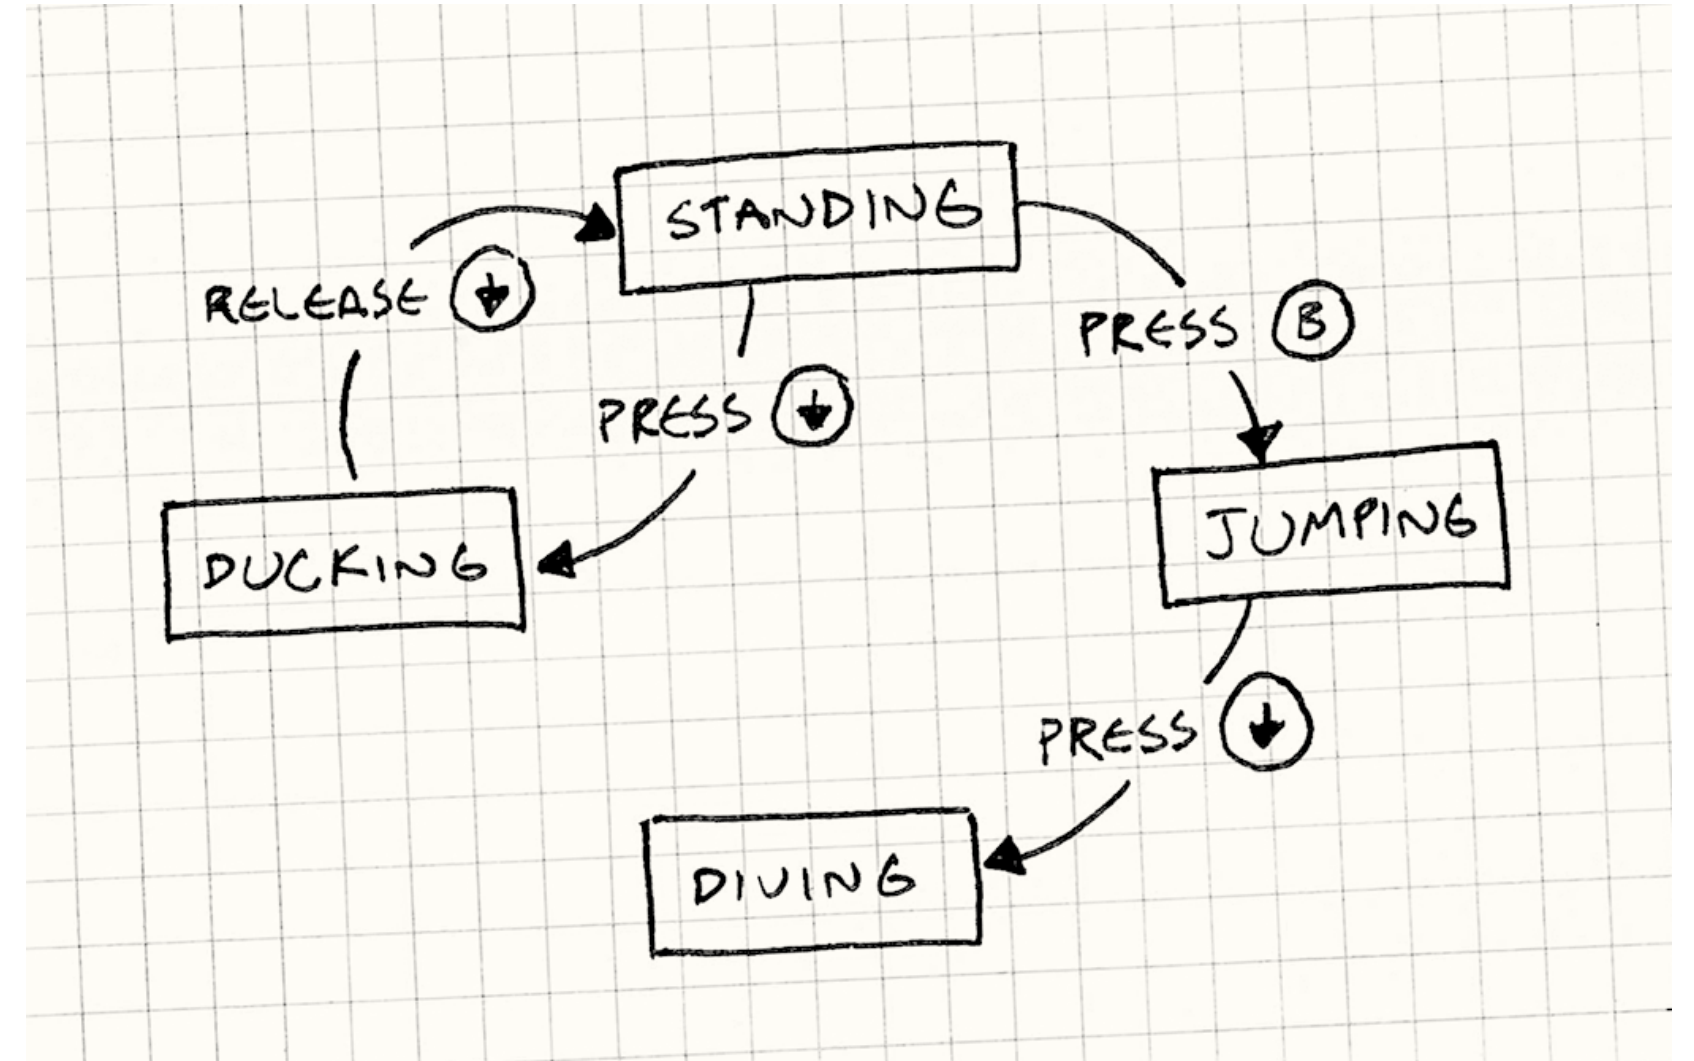 STANDING
RELEASE ↓
PRESS B
PRESS ↓
DUCKING
JUMPING
PRESS ↓
DIVING